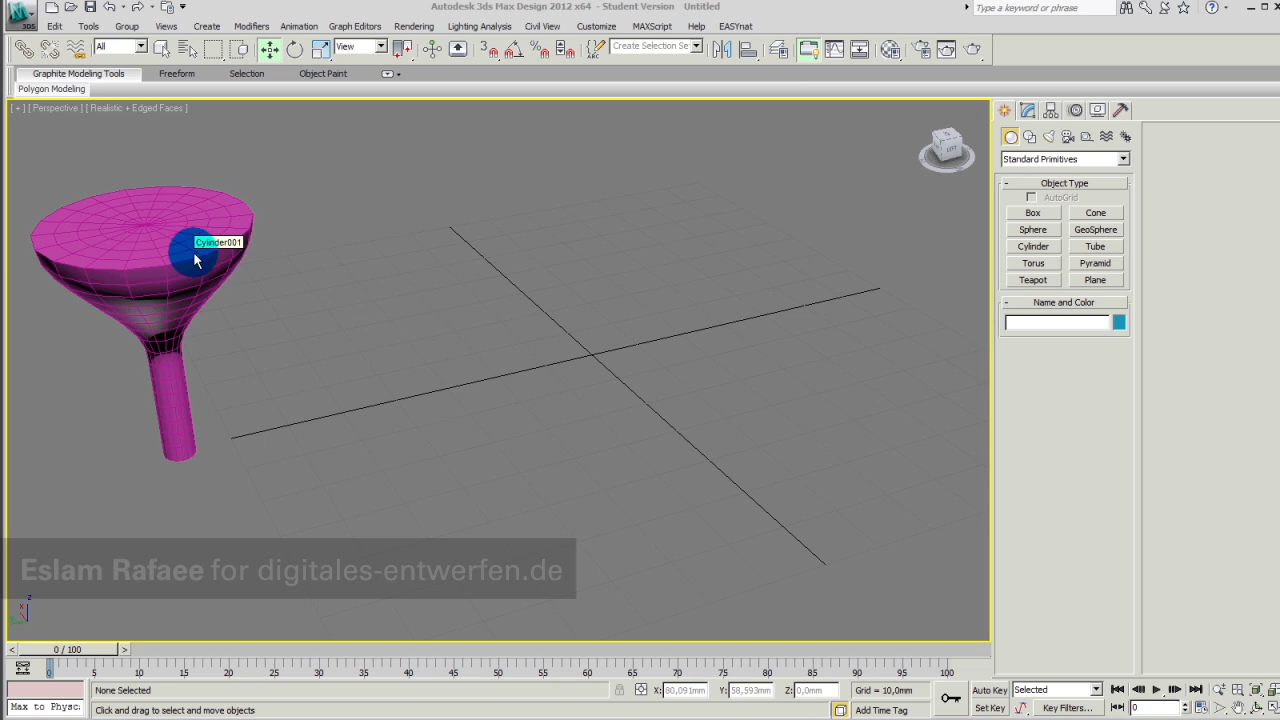 Autodesk 3ds Max Design 2012 x64 - Student Version Untitled
Type a keyword or phrase
3DS
Edit Tools Group Views Create Modifiers Animation Graph Editors Rendering Lighting Analysis Civil View Customize MAXScript Help EASYnat
All View 3 % ABC Create Selection Se
Graphite Modeling Tools Freeform Selection Object Paint
Polygon Modeling
[ + ] [ Perspective ] [ Realistic + Edged Faces ]
LEFT
Standard Primitives
- Object Type
AutoGrid
Box Cone
Sphere GeoSphere
Cylinder Tube
Torus Pyramid
Teapot Plane
- Name and Color
Cylinder001
Eslam Rafaee for digitales-entwerfen.de
z
x
< 0 / 100 >
0 5 10 15 20 25 30 35 40 45 50 55 60 65 70 75 80 85 90 95 100
None Selected X: 80,091mm Y: 58,593mm Z: 0,0mm Grid = 10,0mm Auto Key Selected
Max to Physc: Click and drag to select and move objects Add Time Tag Set Key Key Filters... 0